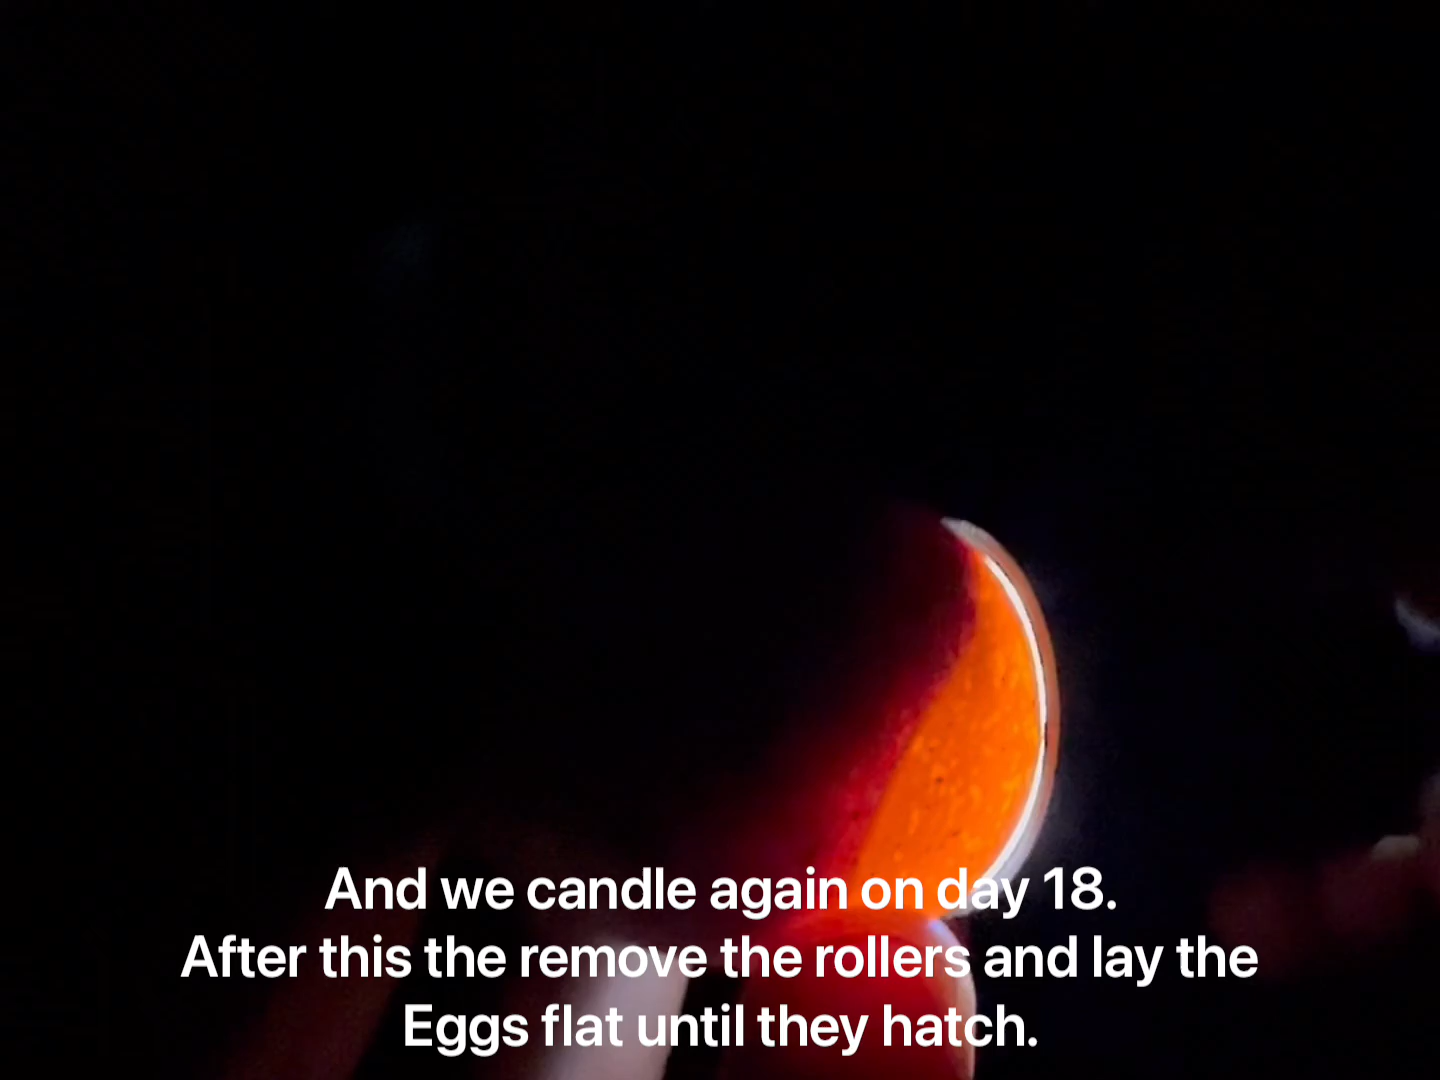 And we candle again on day 18.
After this the remove the rollers and lay the
Eggs flat until they hatch.